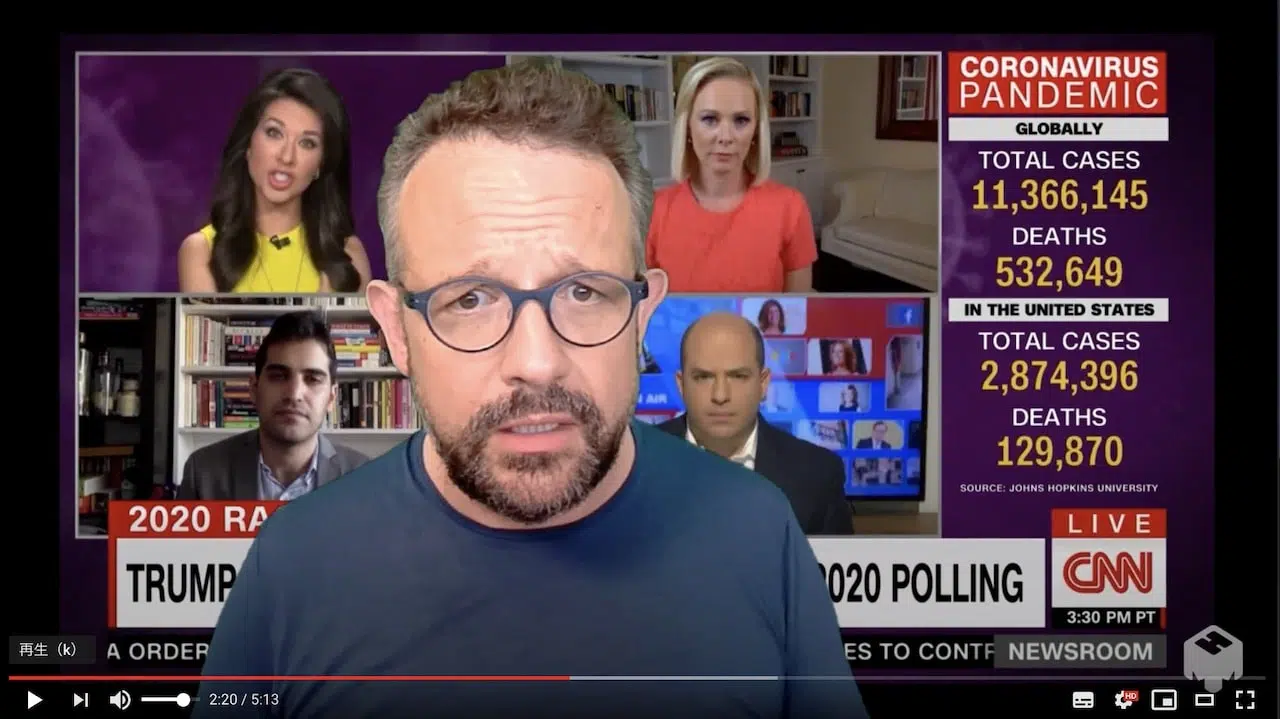 CORONAVIRUS
PANDEMIC
GLOBALLY
TOTAL CASES
11,366,145
DEATHS
532,649
IN THE UNITED STATES
TOTAL CASES
2,874,396
DEATHS
129,870
SOURCE: JOHNS HOPKINS UNIVERSITY
N AIR
2020 RA
TRUMP
2020 POLLING
LIVE
CNN
3:30 PM PT
A ORDER
ES TO CONTR
NEWSROOM
再生（k）
2:20 / 5:13
HD